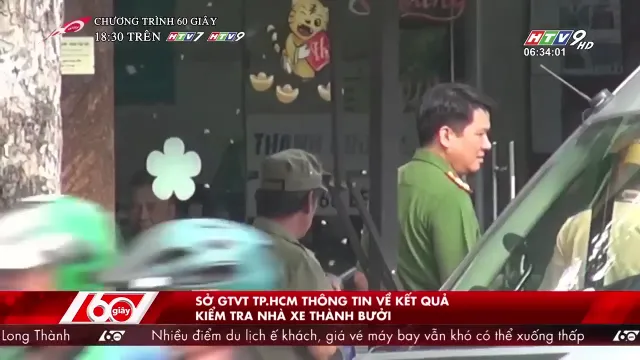 CHƯƠNG TRÌNH 60 GIÂY
18:30 TRÊN HTV7 HTV9
HTV9 HD
06:34:01
60 giây
SỞ GTVT TP.HCM THÔNG TIN VỀ KẾT QUẢ
KIỂM TRA NHÀ XE THÀNH BƯỞI
Long Thành
60 giây
Nhiều điểm du lịch ế khách, giá vé máy bay vẫn khó có thể xuống thấp